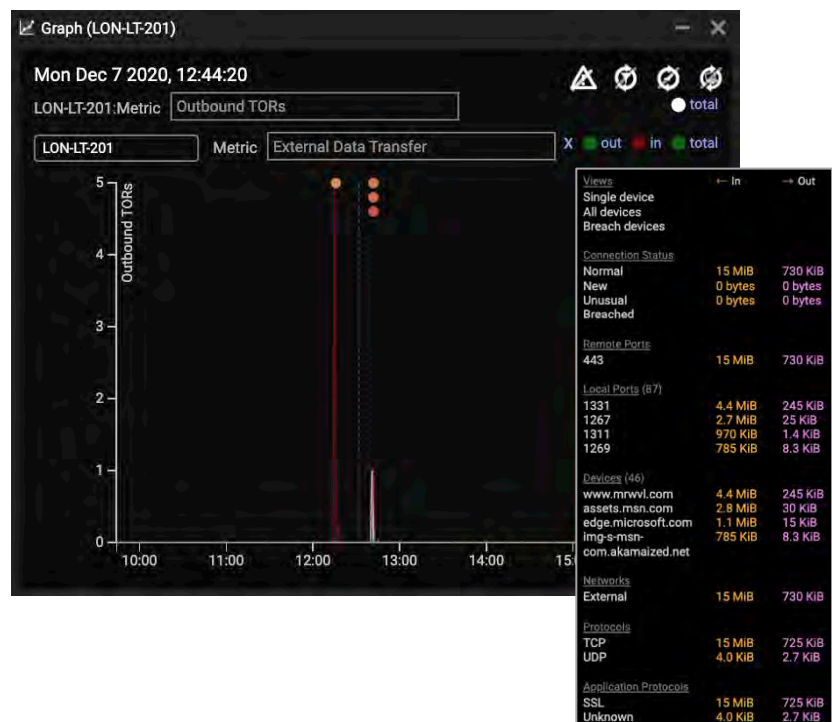 Graph (LON-LT-201)
Mon Dec 7 2020, 12:44:20
LON-LT-201:Metric Outbound TORs
total
LON-LT-201 Metric External Data Transfer X out in total
Outbound TORs
5
4
3
2
1
0
10:00 11:00 12:00 13:00 14:00 15:
Views ← In → Out
Single device
All devices
Breach devices
Connection Status
Normal 15 MiB 730 KiB
New 0 bytes 0 bytes
Unusual 0 bytes 0 bytes
Breached
Remote Ports
443 15 MiB 730 KiB
Local Ports (87)
1331 4.4 MiB 245 KiB
1267 2.7 MiB 25 KiB
1311 970 KiB 1.4 KiB
1269 785 KiB 8.3 KiB
Devices (46)
www.mrwvl.com 4.4 MiB 245 KiB
assets.msn.com 2.8 MiB 30 KiB
edge.microsoft.com 1.1 MiB 15 KiB
img-s-msn- 785 KiB 8.3 KiB
com.akamaized.net
Networks
External 15 MiB 730 KiB
Protocols
TCP 15 MiB 725 KiB
UDP 4.0 KiB 2.7 KiB
Application Protocols
SSL 15 MiB 725 KiB
Unknown 4.0 KiB 2.7 KiB